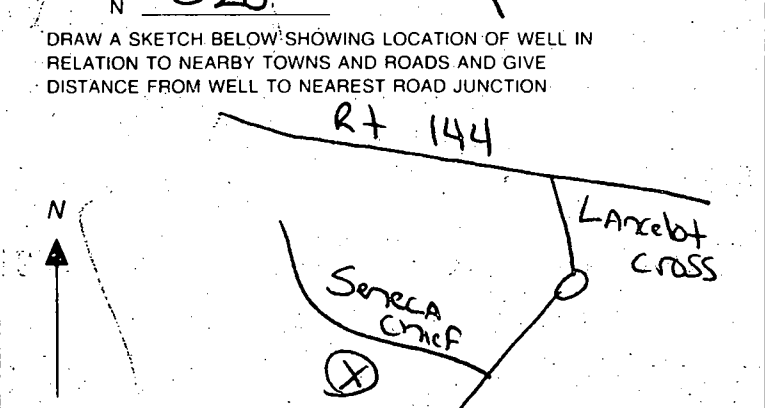 N
DRAW A SKETCH BELOW SHOWING LOCATION OF WELL IN
RELATION TO NEARBY TOWNS AND ROADS AND GIVE
DISTANCE FROM WELL TO NEAREST ROAD JUNCTION
Rt 144
N
Lancelot
Cross
Seneca
Chief
X